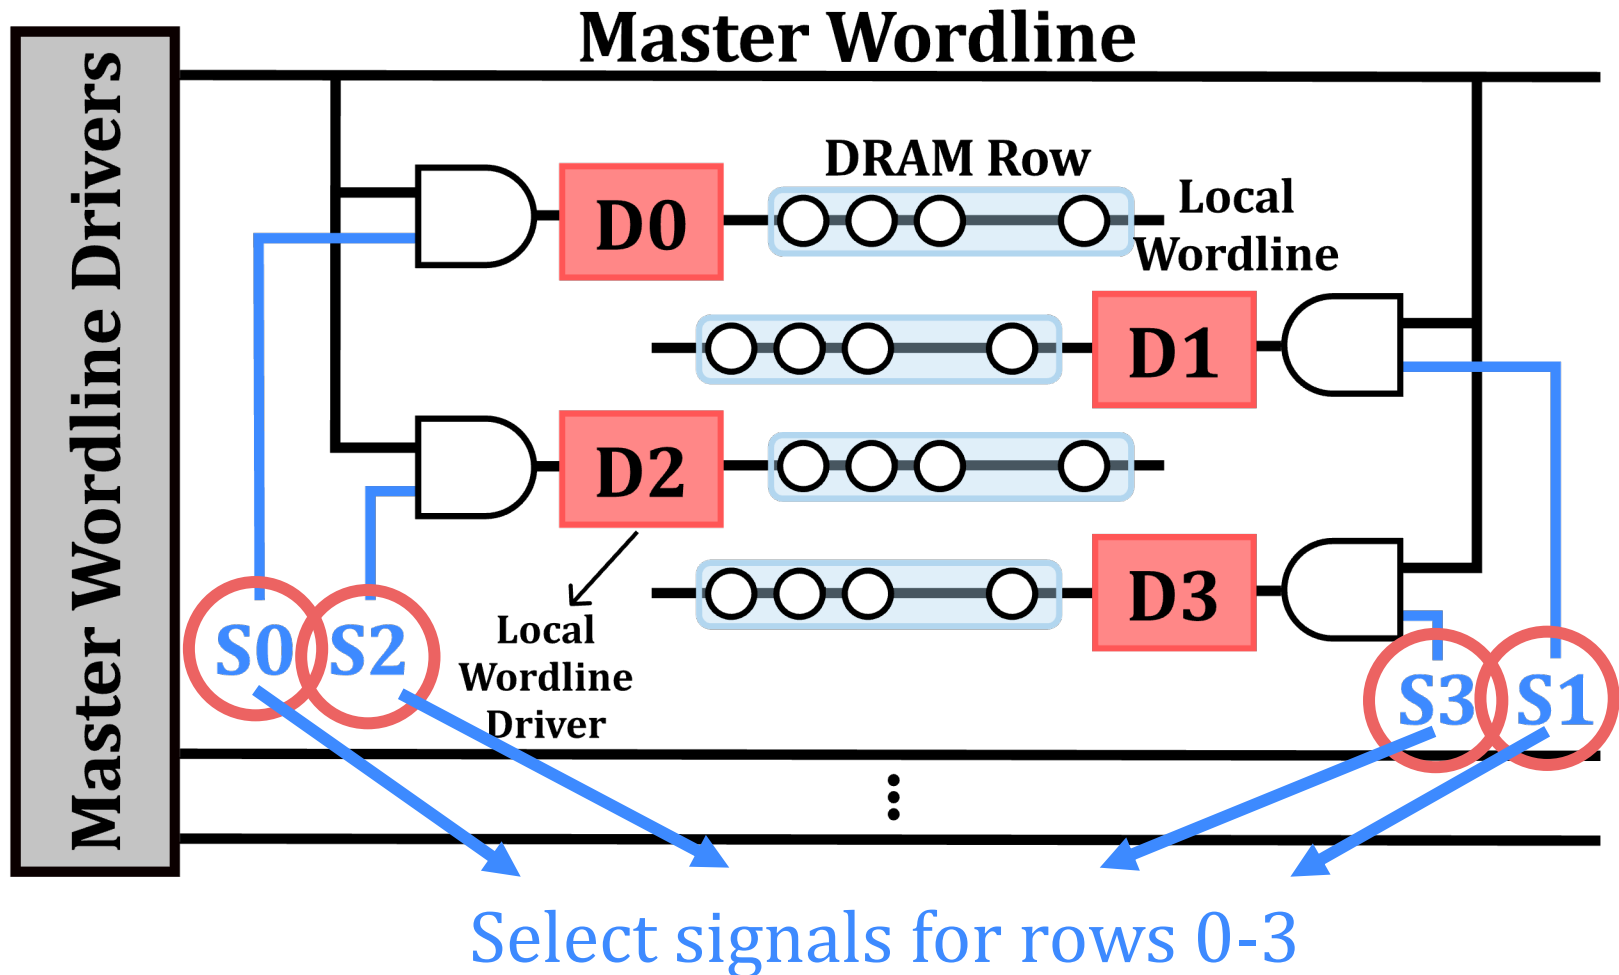 Master Wordline
Master Wordline Drivers
DRAM Row
D0
Local
Wordline
D1
D2
D3
Local
Wordline
Driver
S0
S2
S3
S1
Select signals for rows 0-3